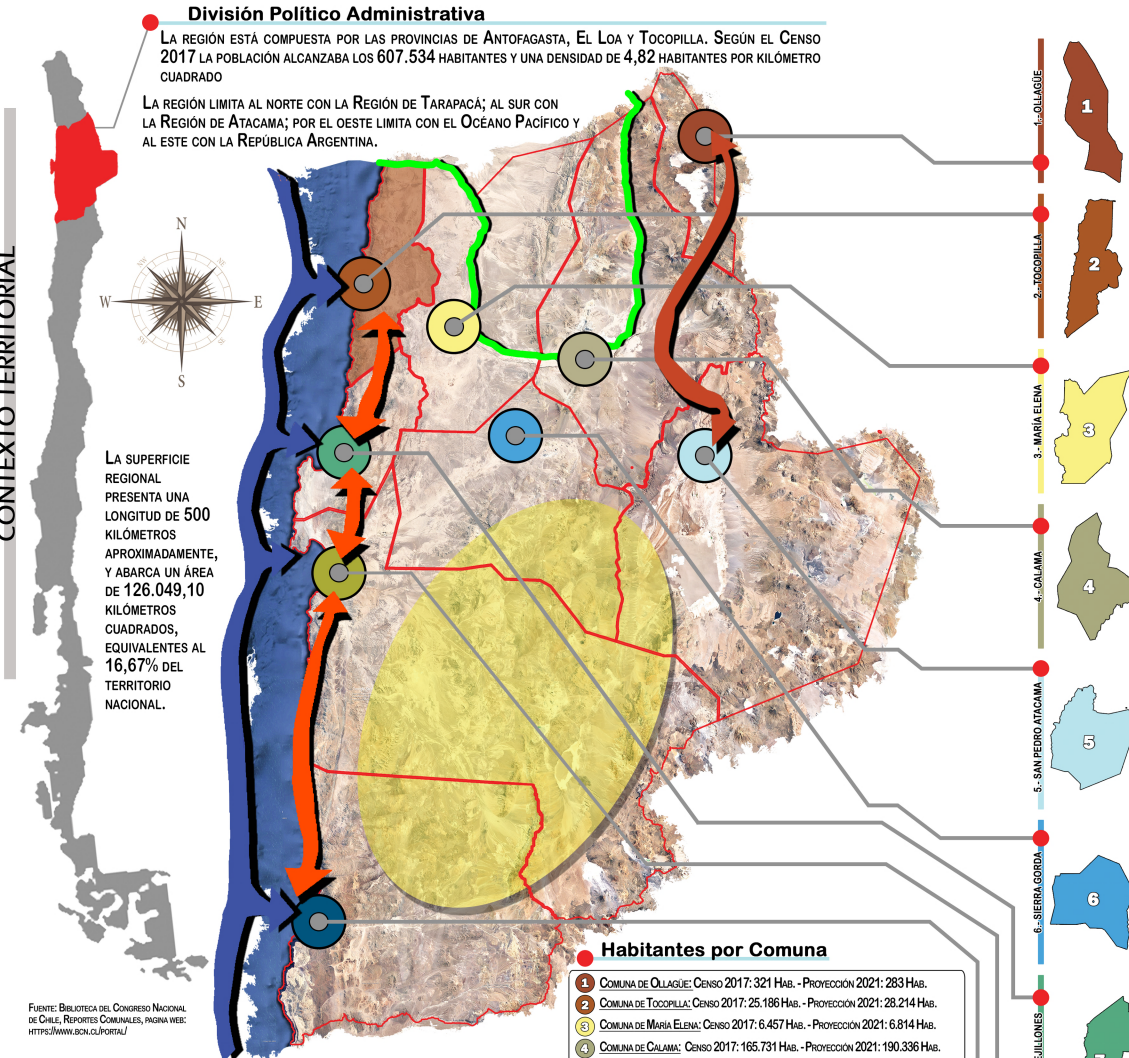 División Político Administrativa
La región está compuesta por las provincias de Antofagasta, El Loa y Tocopilla. Según el Censo
2017 la población alcanzaba los 607.534 habitantes y una densidad de 4,82 habitantes por kilómetro
cuadrado
La región limita al norte con la Región de Tarapacá; al sur con
la Región de Atacama; por el oeste limita con el Océano Pacífico y
al este con la República Argentina.
CONTEXTO TERRITORIAL
N
W
E
S
La superficie
regional
presenta una
longitud de 500
kilómetros
aproximadamente,
y abarca un área
de 126.049,10
kilómetros
cuadrados,
equivalentes al
16,67% del
territorio
nacional.
1.- OLLAGÜE
1
2.- TOCOPILLA
2
3.- MARÍA ELENA
3
4.- CALAMA
4
5.- SAN PEDRO ATACAMA
5
6.- SIERRA GORDA
6
EJILLONES
Habitantes por Comuna
1 Comuna de Ollagüe: Censo 2017: 321 Hab. - Proyección 2021: 283 Hab.
2 Comuna de Tocopilla: Censo 2017: 25.186 Hab. - Proyección 2021: 28.214 Hab.
3 Comuna de María Elena: Censo 2017: 6.457 Hab. - Proyección 2021: 6.814 Hab.
4 Comuna de Calama: Censo 2017: 165.731 Hab. - Proyección 2021: 190.336 Hab.
Fuente: Biblioteca del Congreso Nacional
de Chile, Reportes Comunales, pagina web:
https://www.bcn.cl/portal/